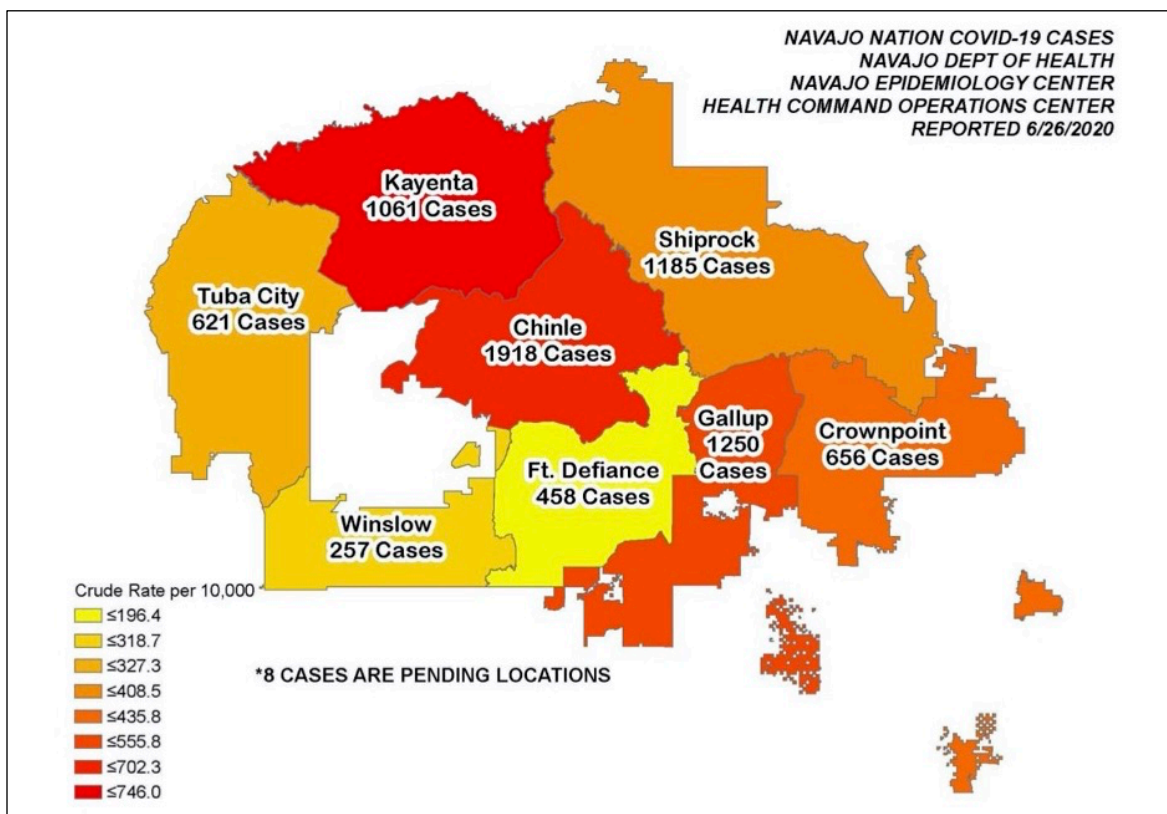 NAVAJO NATION COVID-19 CASES
NAVAJO DEPT OF HEALTH
NAVAJO EPIDEMIOLOGY CENTER
HEALTH COMMAND OPERATIONS CENTER
REPORTED 6/26/2020
Kayenta
1061 Cases
Shiprock
1185 Cases
Tuba City
621 Cases
Chinle
1918 Cases
Gallup
1250
Cases
Crownpoint
656 Cases
Ft. Defiance
458 Cases
Winslow
257 Cases
Crude Rate per 10,000
≤196.4
≤318.7
≤327.3
≤408.5
≤435.8
≤555.8
≤702.3
≤746.0
*8 CASES ARE PENDING LOCATIONS